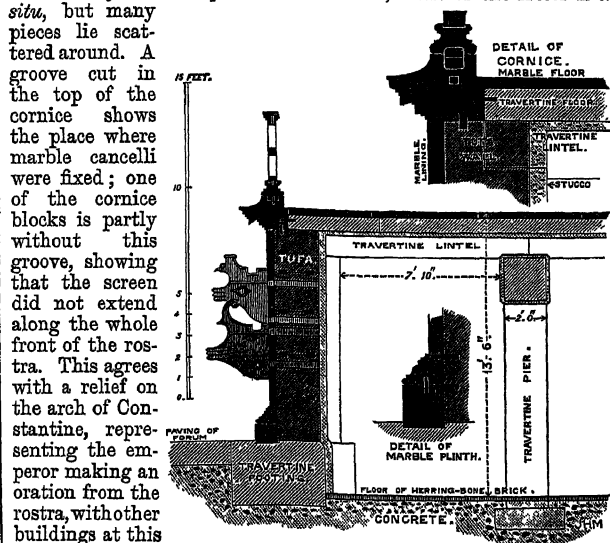 situ, but many
pieces lie scat-
tered around. A
groove cut in
the top of the
cornice shows
the place where
marble cancelli
were fixed; one
of the cornice
blocks is partly
without this
groove, showing
that the screen
did not extend
along the whole
front of the ros-
tra. This agrees
with a relief on
the arch of Con-
stantine, repre-
senting the em-
peror making an
oration from the
rostra, with other
buildings at this
15 FEET.
10
5
4
3
2
1
0
DETAIL OF
CORNICE.
MARBLE FLOOR
TRAVERTINE FLOOR
TRAVERTINE
LINTEL.
MARBLE
LINING.
STUCCO
TRAVERTINE LINTEL
TUFA
7' 10"
2' 6"
13' 6"
TRAVERTINE PIER.
DETAIL OF
MARBLE PLINTH.
PAVING OF
FORUM
TRAVERTINE
FOOTING.
FLOOR OF HERRING-BONE BRICK.
CONCRETE.
JHM